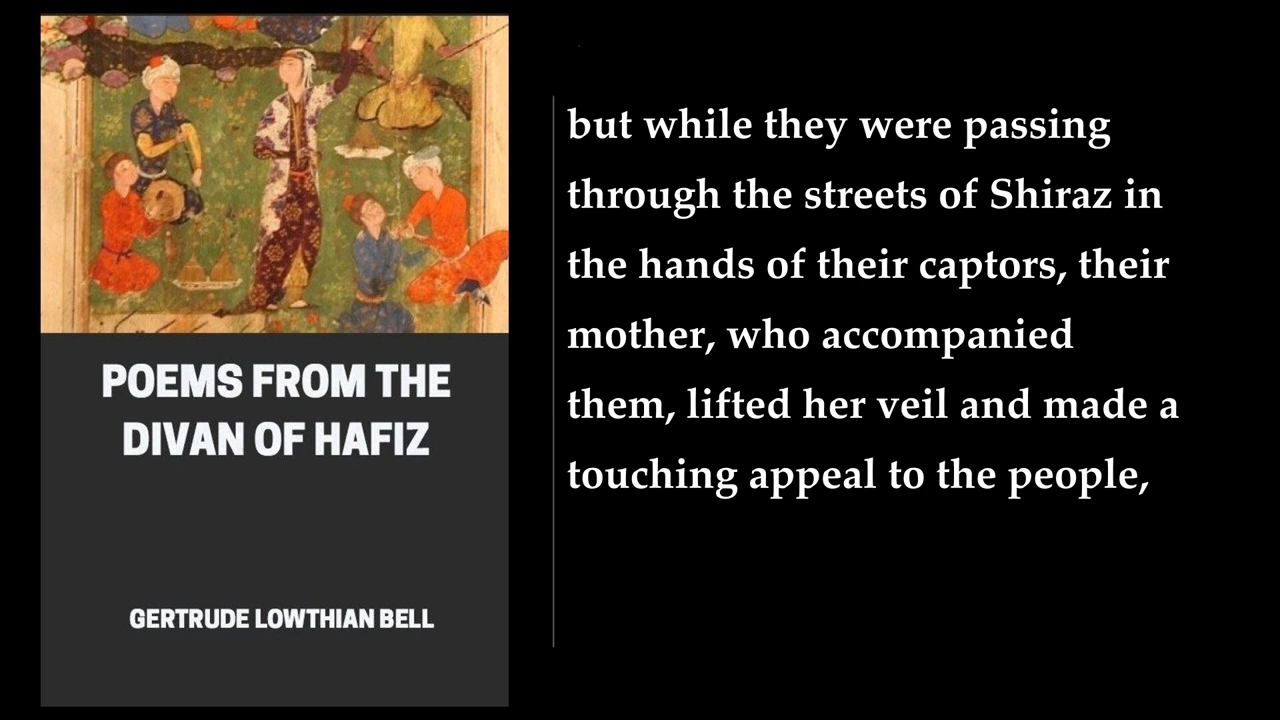 POEMS FROM THE
DIVAN OF HAFIZ
GERTRUDE LOWTHIAN BELL
but while they were passing
through the streets of Shiraz in
the hands of their captors, their
mother, who accompanied
them, lifted her veil and made a
touching appeal to the people,